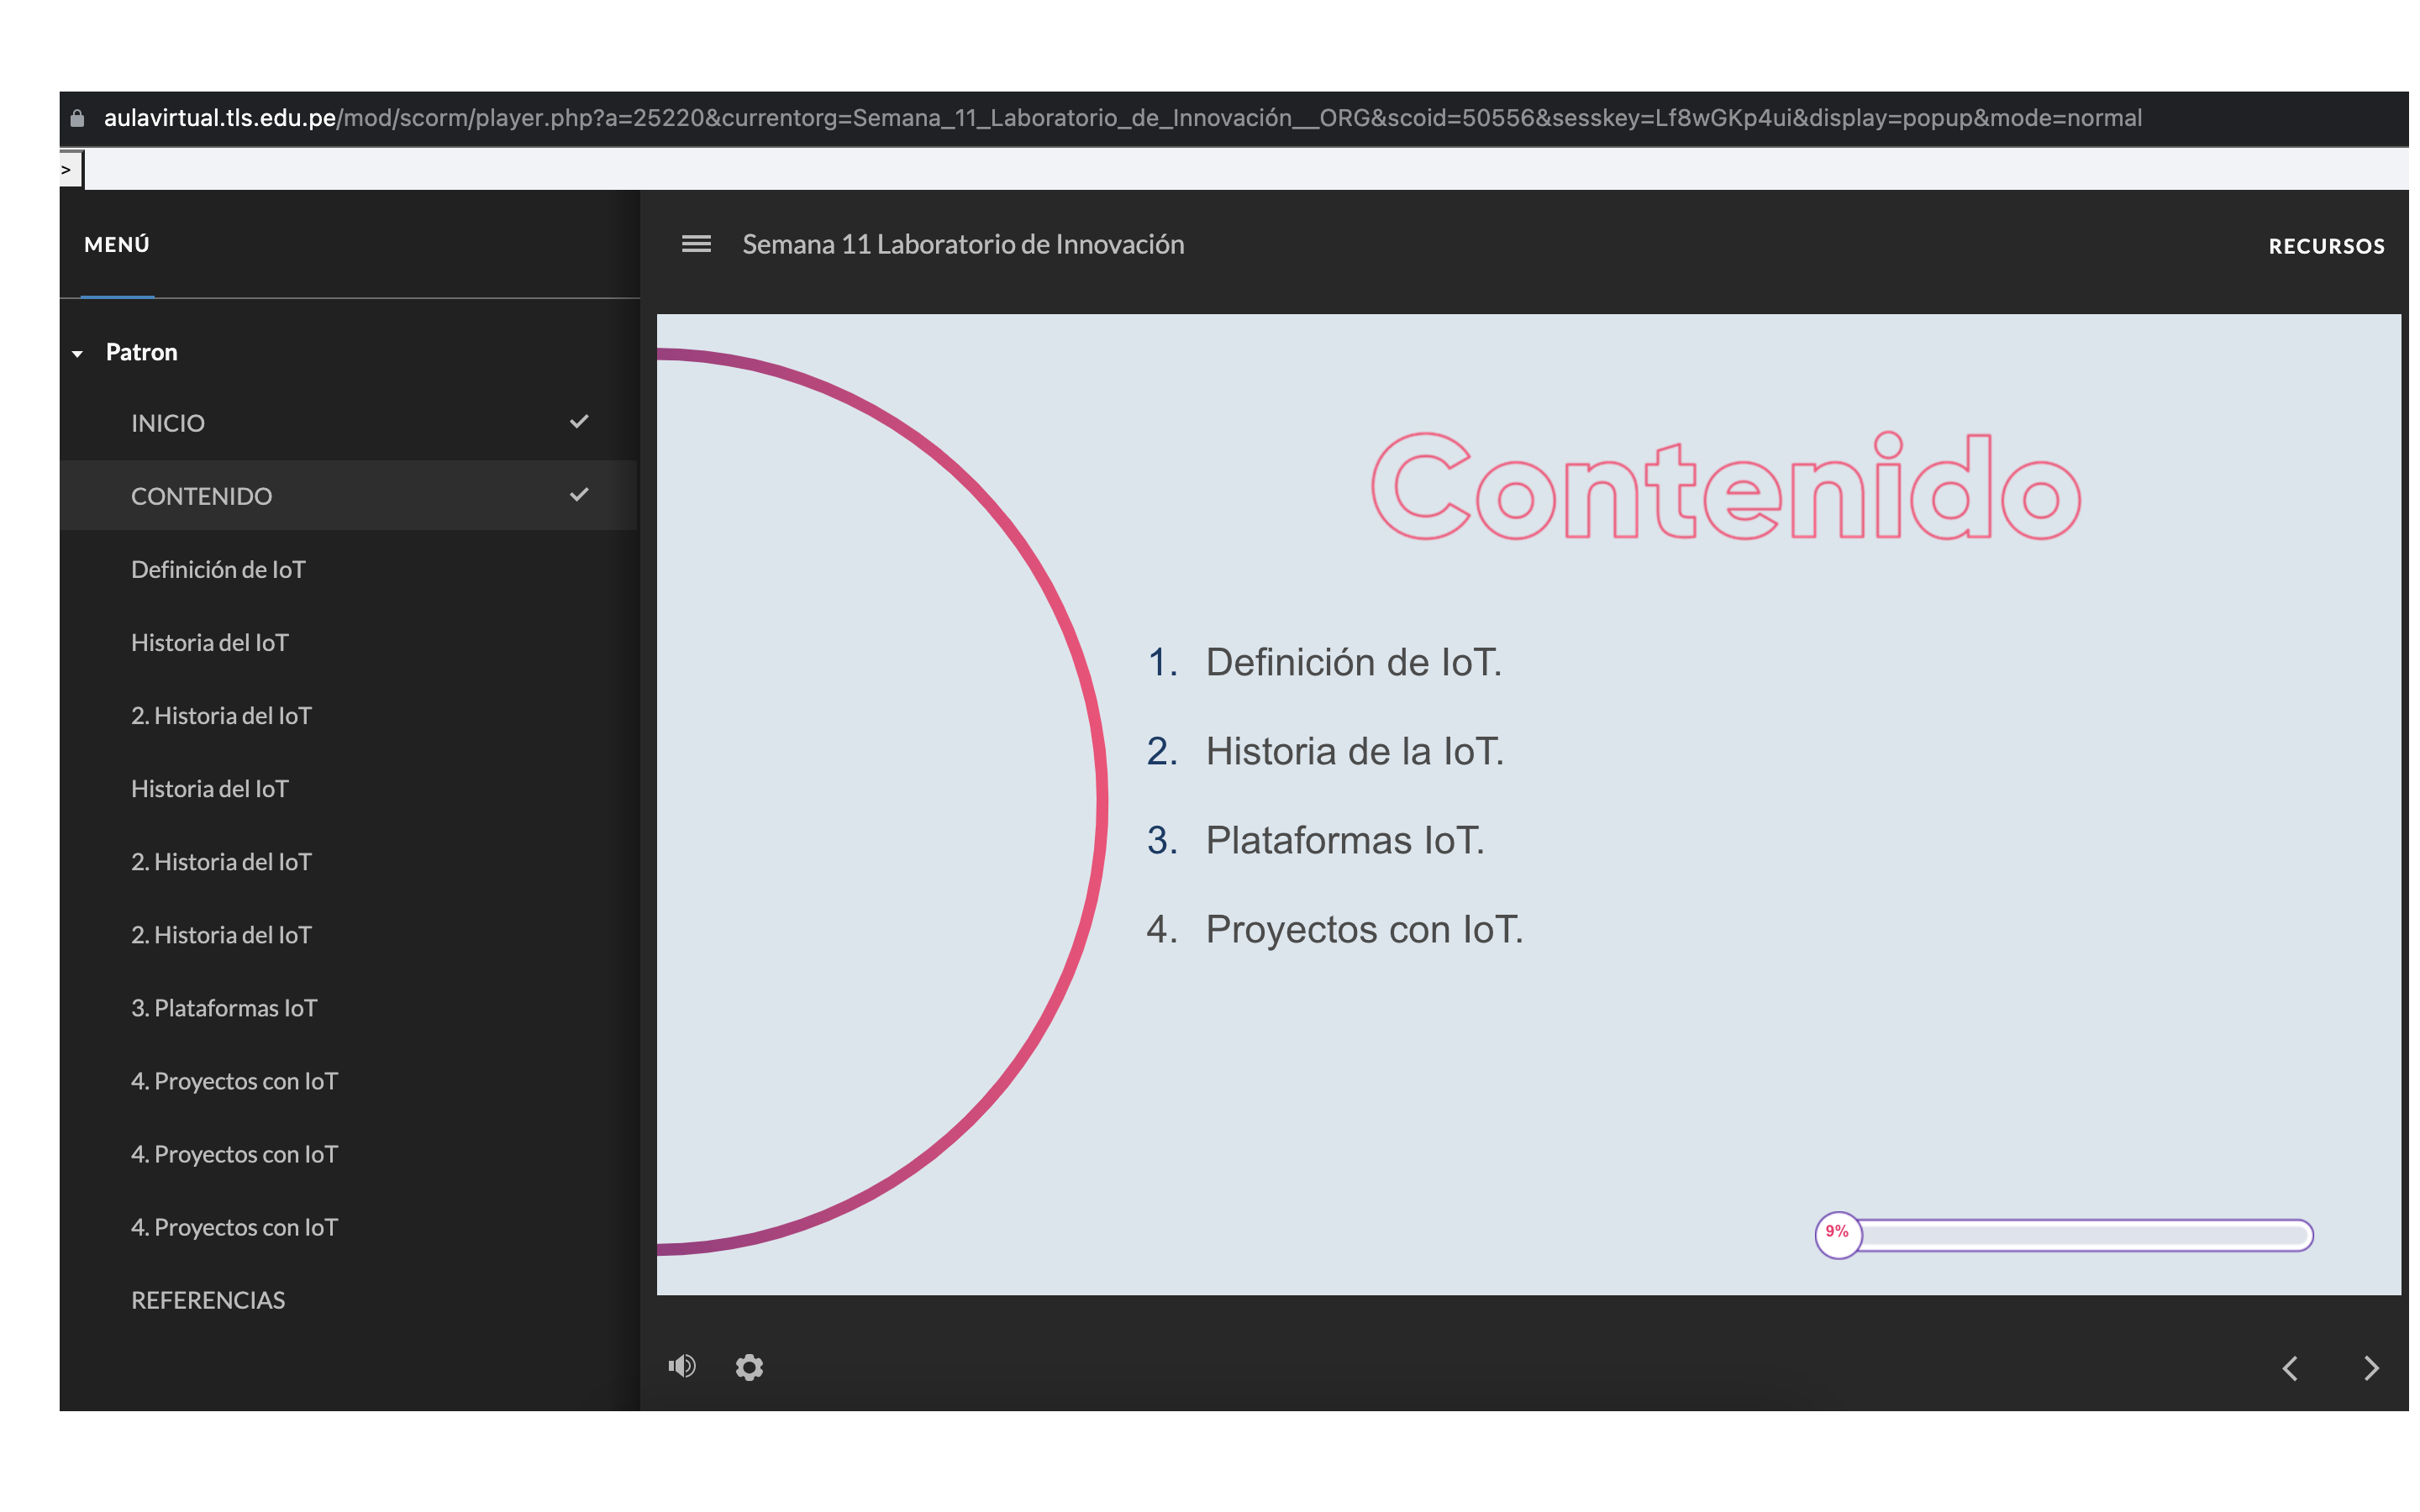 aulavirtual.tls.edu.pe/mod/scorm/player.php?a=25220&currentorg=Semana_11_Laboratorio_de_Innovación__ORG&scoid=50556&sesskey=Lf8wGKp4ui&display=popup&mode=normal
>
MENÚ
Patron
INICIO
CONTENIDO
Definición de IoT
Historia del IoT
2. Historia del IoT
Historia del IoT
2. Historia del IoT
2. Historia del IoT
3. Plataformas IoT
4. Proyectos con IoT
4. Proyectos con IoT
4. Proyectos con IoT
REFERENCIAS
Semana 11 Laboratorio de Innovación
RECURSOS
Contenido
1. Definición de IoT.
2. Historia de la IoT.
3. Plataformas IoT.
4. Proyectos con IoT.
9%